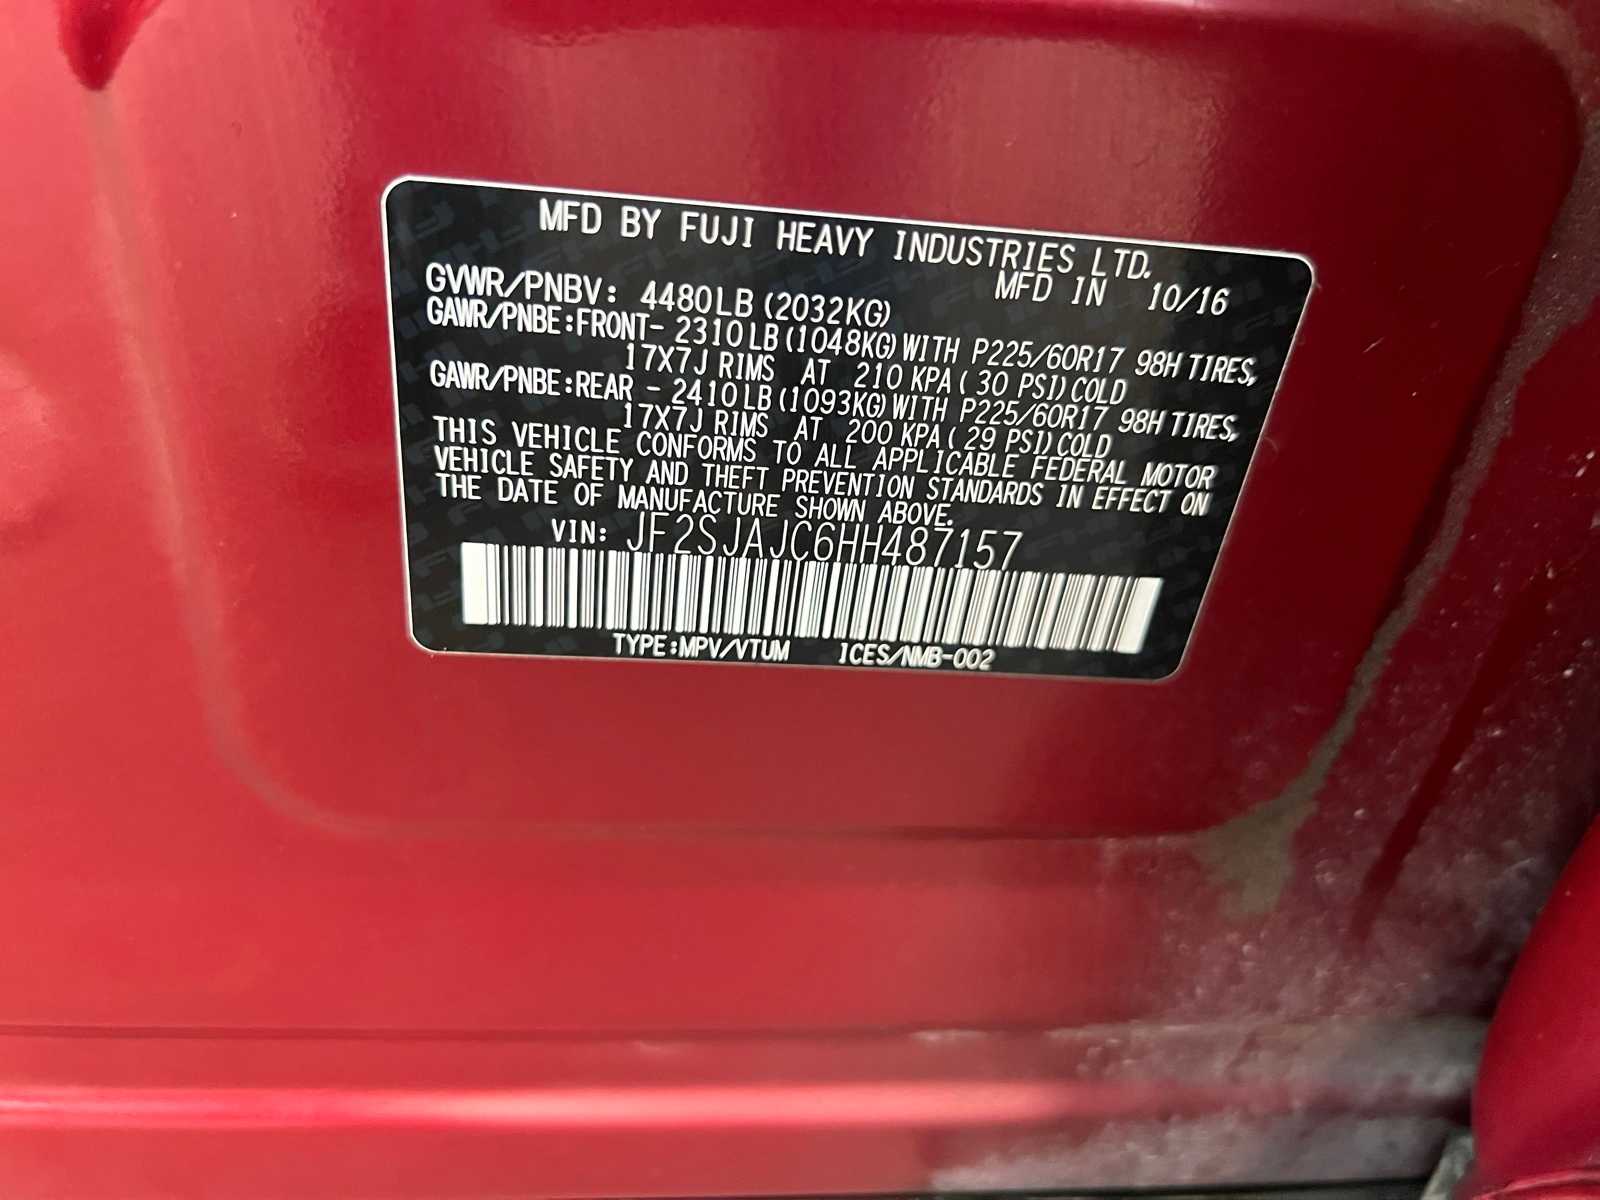 MFD BY FUJI HEAVY INDUSTRIES LTD.
MFD IN 10/16
GVWR/PNBV: 4480LB (2032KG)
GAWR/PNBE:FRONT- 2310LB (1048KG) WITH P225/60R17 98H TIRES,
17X7J RIMS AT 210 KPA ( 30 PSI) COLD
GAWR/PNBE:REAR - 2410LB (1093KG) WITH P225/60R17 98H TIRES,
17X7J RIMS AT 200 KPA ( 29 PSI) COLD
THIS VEHICLE CONFORMS TO ALL APPLICABLE FEDERAL MOTOR
VEHICLE SAFETY AND THEFT PREVENTION STANDARDS IN EFFECT ON
THE DATE OF MANUFACTURE SHOWN ABOVE.
VIN: JF2SJAJC6HH487157
TYPE:MPV/VTUM ICES/NMB-002